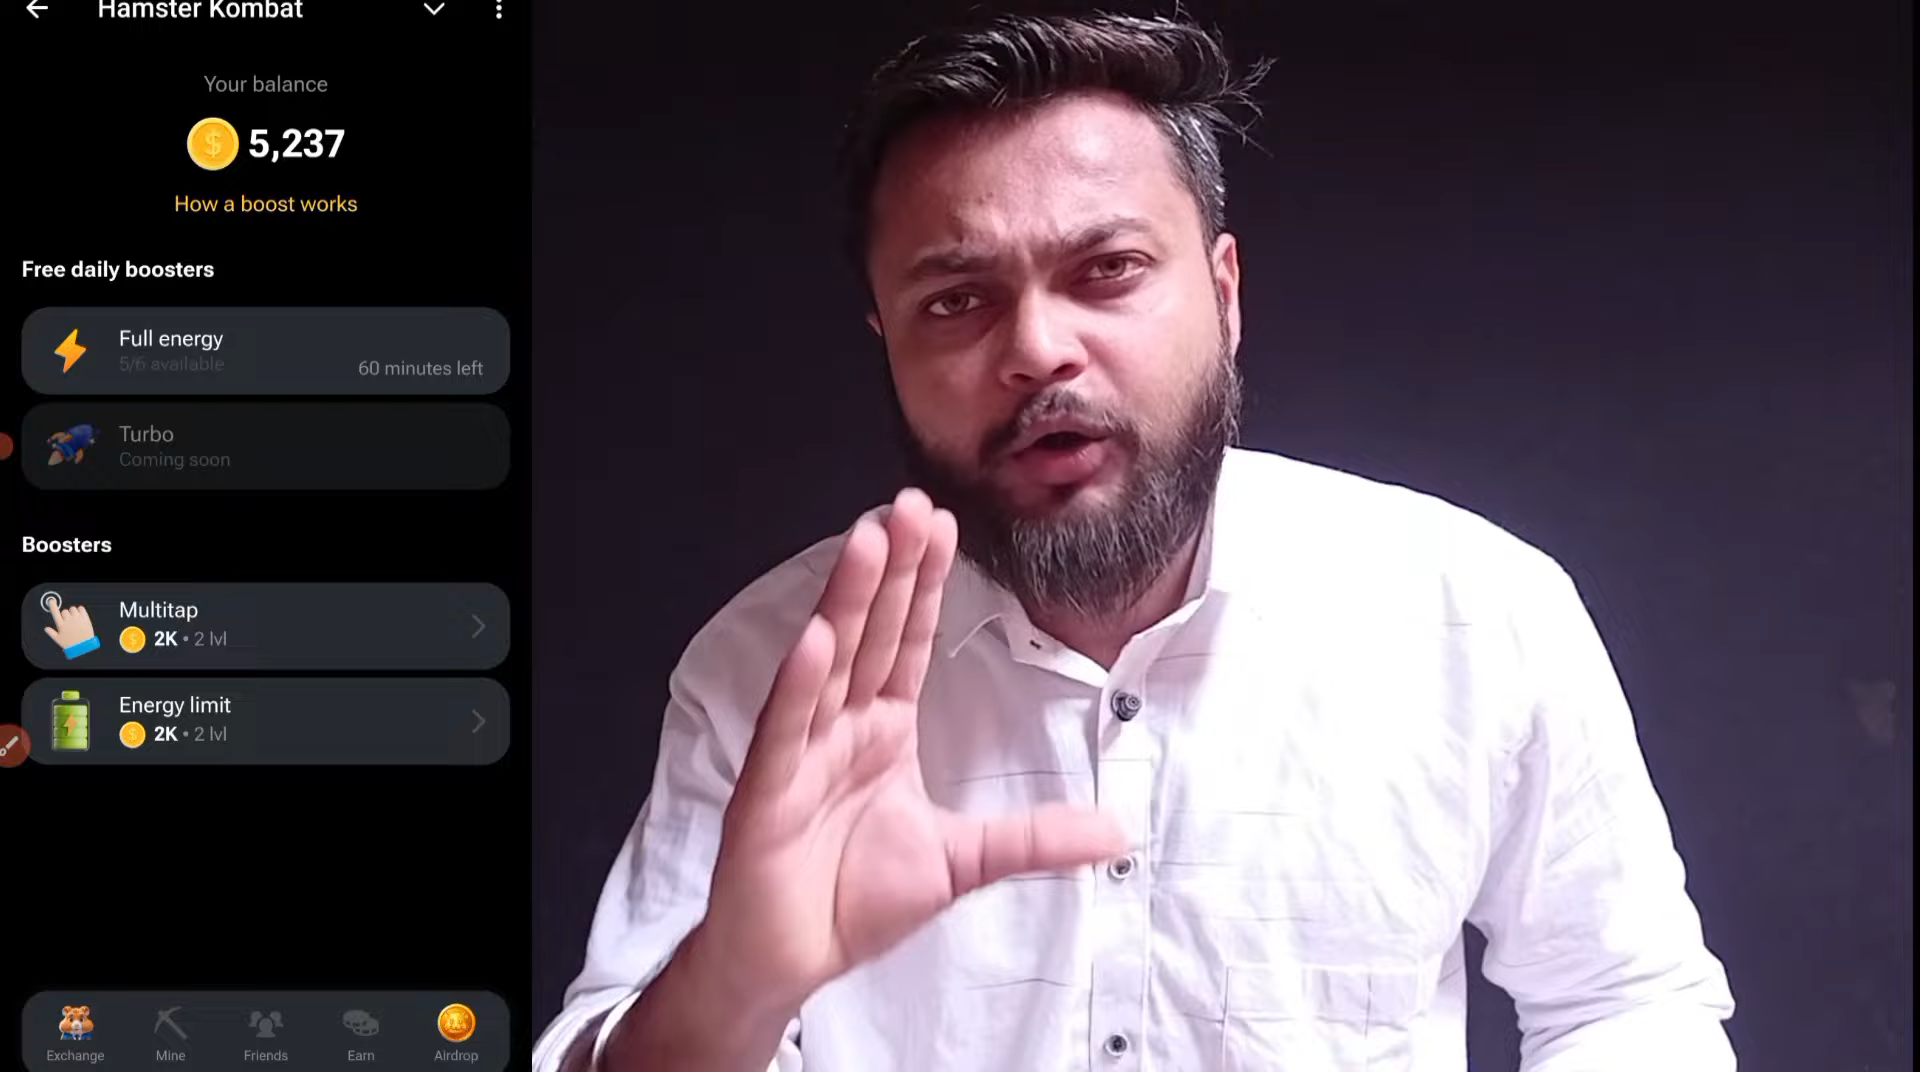 Hamster Kombat
Your balance
5,237
How a boost works
Free daily boosters
Full energy
5/6 available
60 minutes left
Turbo
Coming soon
Boosters
Multitap
2K • 2 lvl
Energy limit
2K • 2 lvl
Exchange
Mine
Friends
Earn
Airdrop